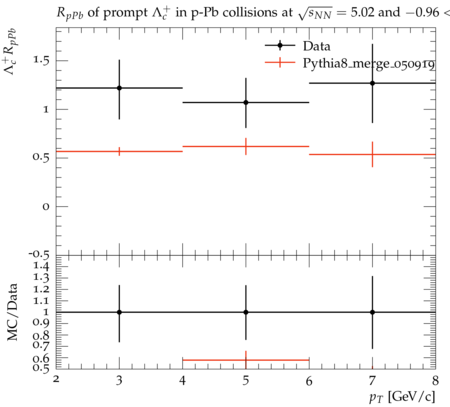 R_{pPb} of prompt Λ_c^+ in p-Pb collisions at √s_{NN} = 5.02 and −0.96 <
Λ_c^+ R_{pPb}
Data
Pythia8_merge_050919
1.5
1
0.5
0
-0.5
MC/Data
1.4
1.3
1.2
1.1
1
0.9
0.8
0.7
0.6
0.5
2 3 4 5 6 7 8
p_T [GeV/c]